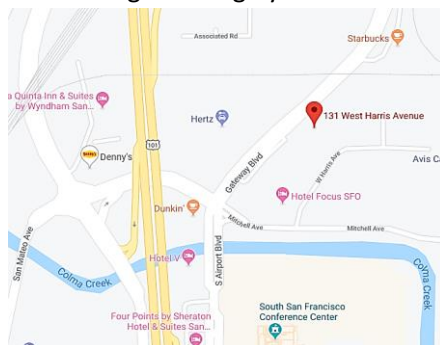 Associated Rd
Starbucks
a Quinta Inn & Suites
by Wyndham San...
Hertz
131 West Harris Avenue
101
Denny's
Gateway Blvd
W Harris Ave
Avis Ca
Hotel Focus SFO
Dunkin'
Mitchell Ave
Mitchell Ave
San Mateo Ave
Hotel V
S Airport Blvd
Colma Creek
Colma
Creek
Four Points by Sheraton
Hotel & Suites San...
South San Francisco
Conference Center